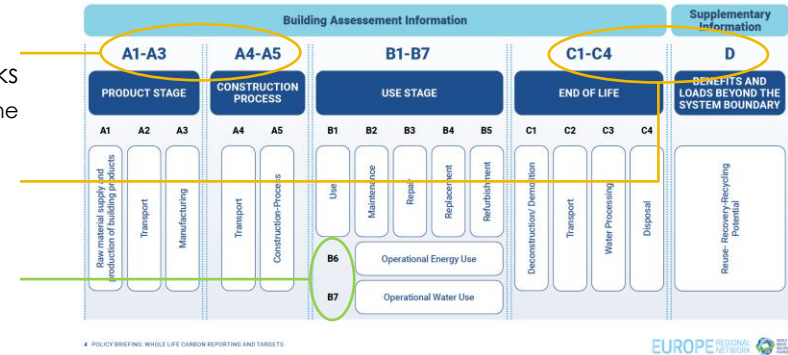 Building Assessement Information
Supplementary
Information
A1-A3
A4-A5
B1-B7
C1-C4
D
ks
ne
PRODUCT STAGE
CONSTRUCTION
PROCESS
USE STAGE
END OF LIFE
BENEFITS AND
LOADS BEYOND THE
SYSTEM BOUNDARY
A1
A2
A3
A4
A5
B1
B2
B3
B4
B5
C1
C2
C3
C4
Raw material supply and
production of building products
Transport
Manufacturing
Transport
Construction-Process
Use
Maintenance
Repair
Replacement
Refurbishment
Deconstruction/ Demolition
Transport
Water Processing
Disposal
Reuse- Recovery-Recycling
Potential
B6
Operational Energy Use
B7
Operational Water Use
4 POLICY BRIEFING: WHOLE LIFE CARBON REPORTING AND TARGETS
EUROPE REGIONAL
NETWORK